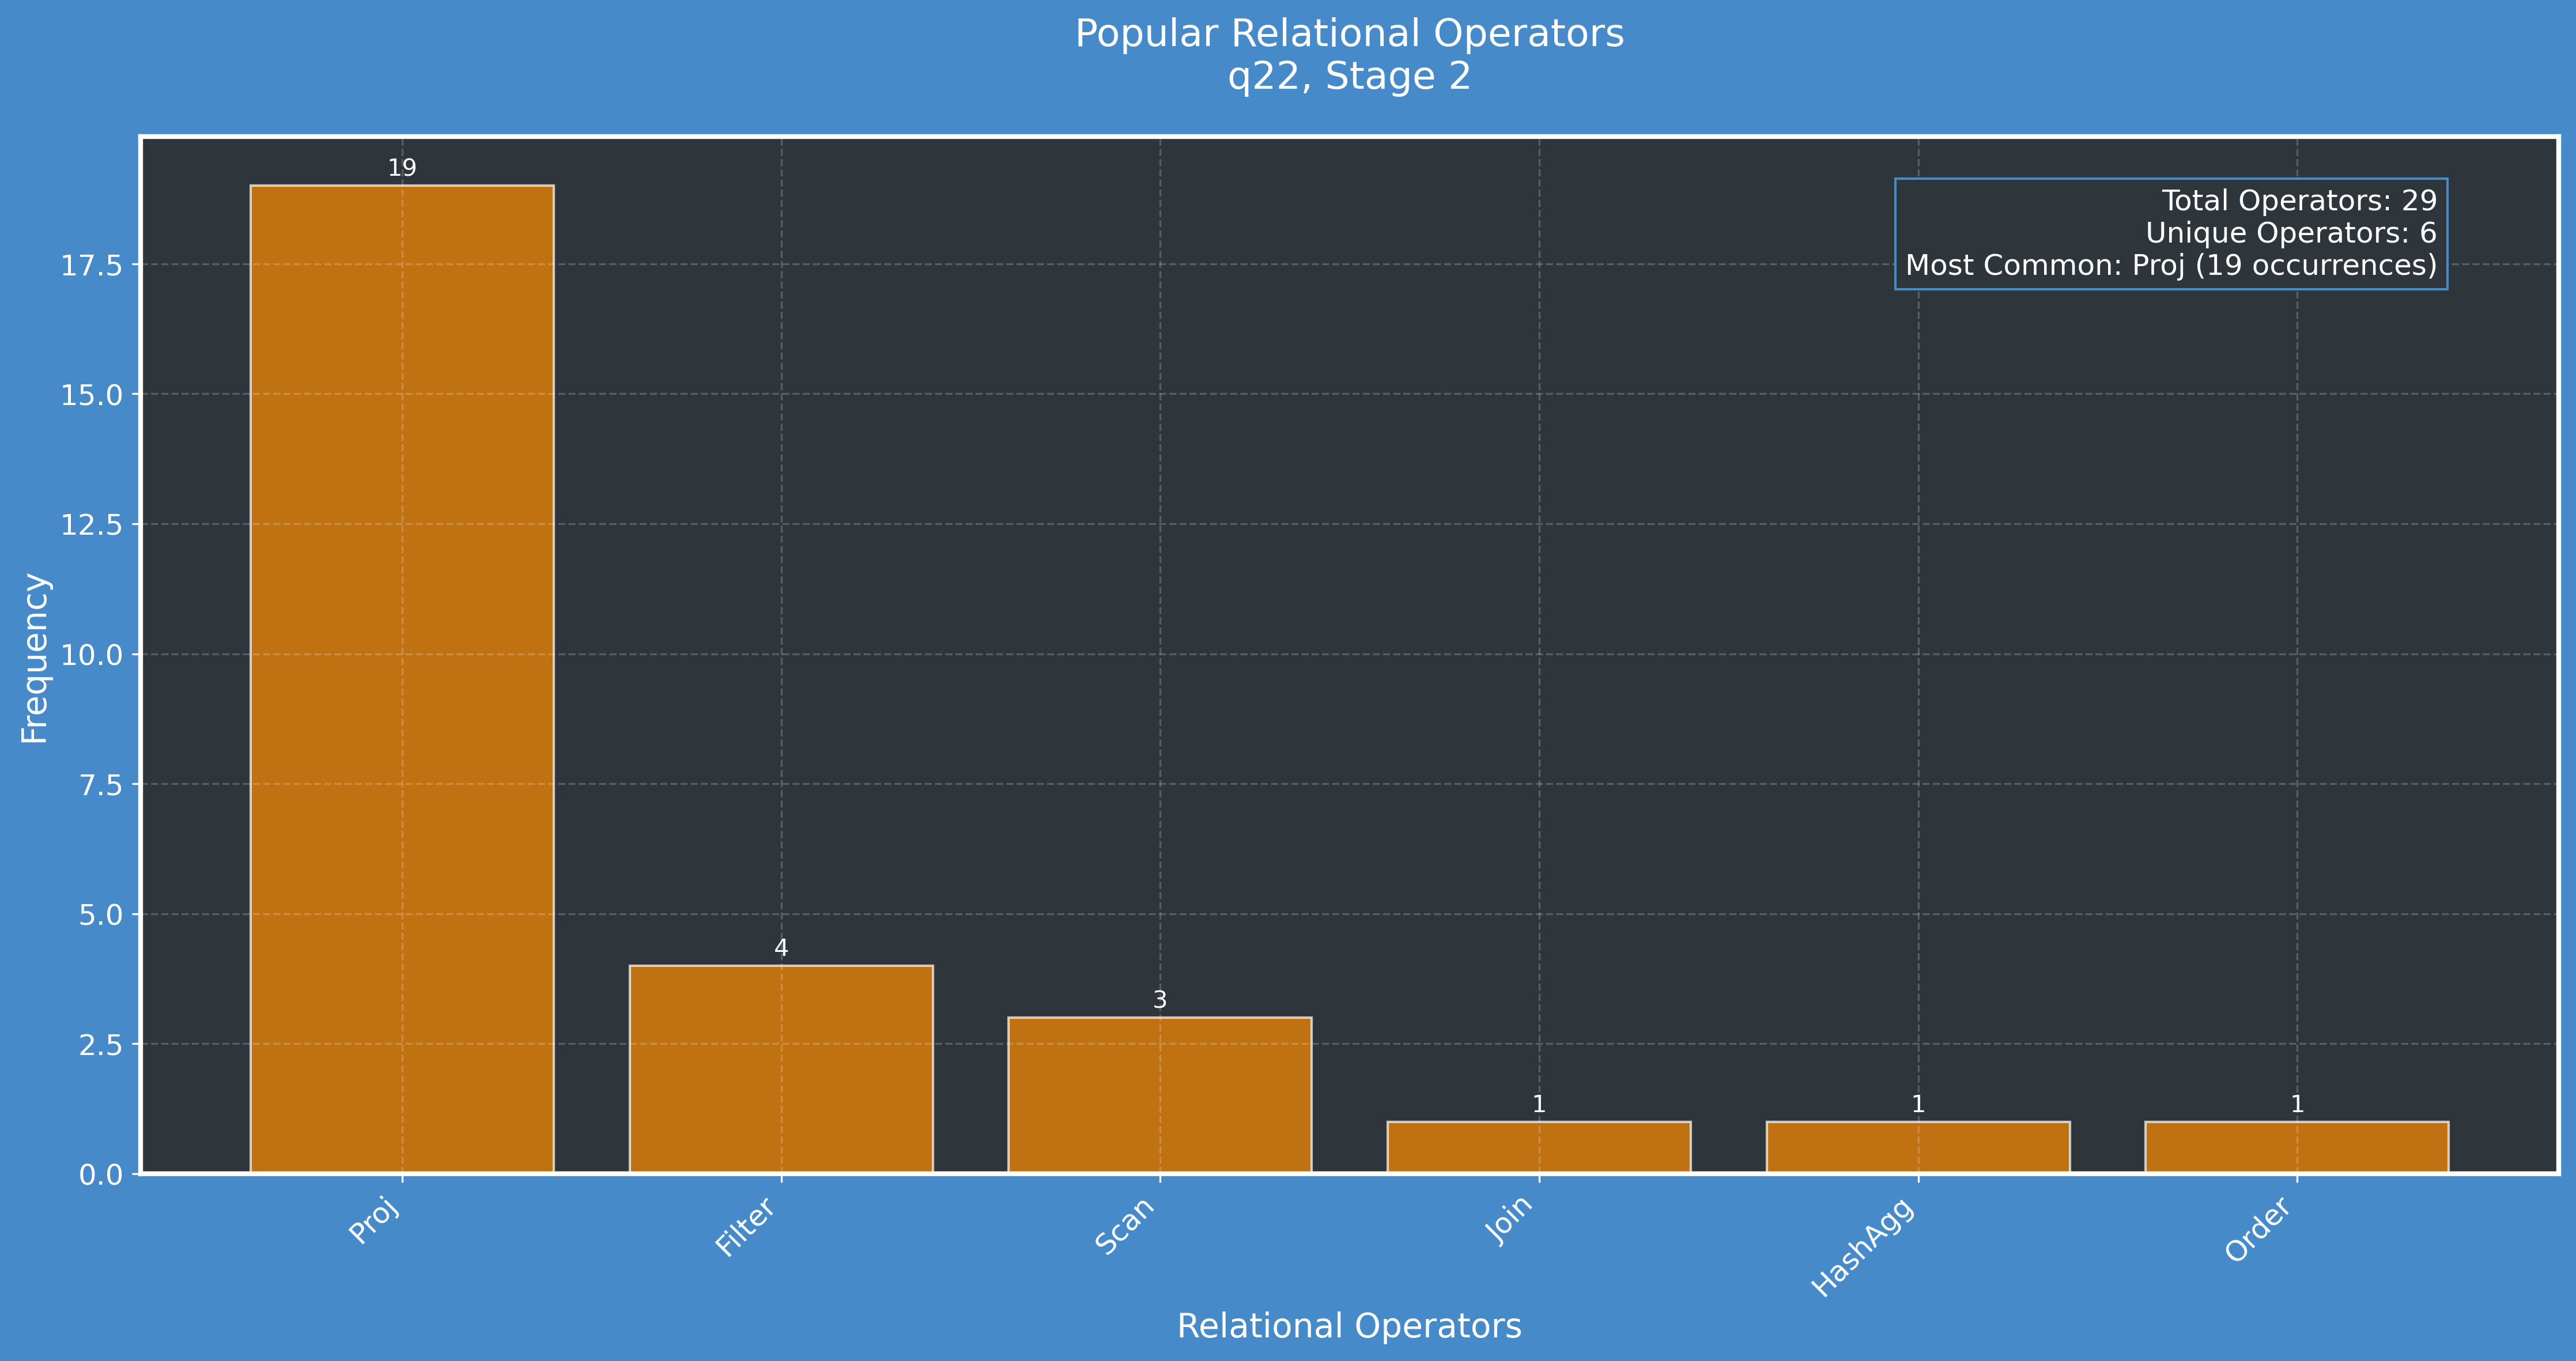 Popular Relational Operators
q22, Stage 2
19
Total Operators: 29
Unique Operators: 6
Most Common: Proj (19 occurrences)
17.5
15.0
12.5
10.0
7.5
5.0
2.5
0.0
Frequency
4
3
1
1
1
Proj
Filter
Scan
Join
HashAgg
Order
Relational Operators